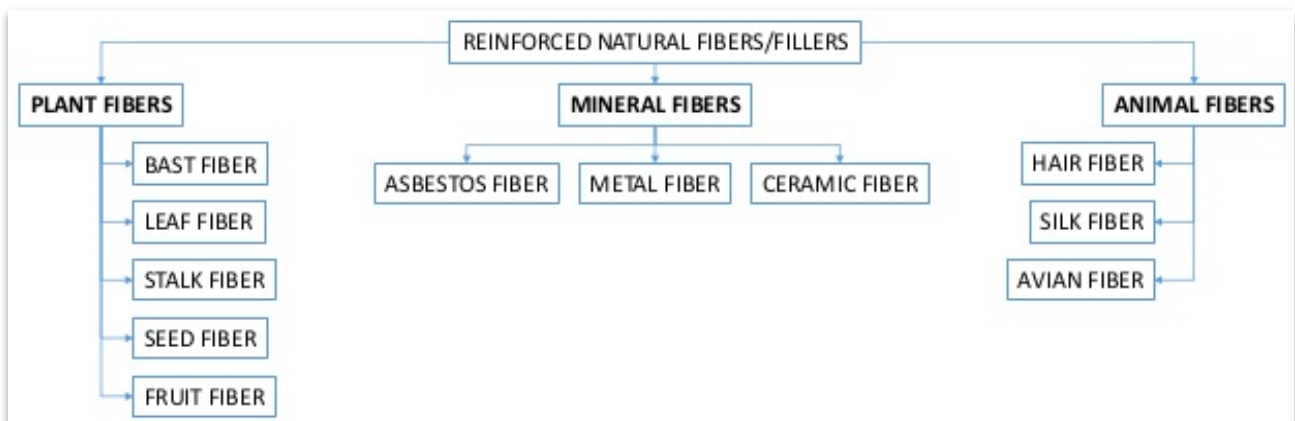 REINFORCED NATURAL FIBERS/FILLERS
PLANT FIBERS
BAST FIBER
LEAF FIBER
STALK FIBER
SEED FIBER
FRUIT FIBER
MINERAL FIBERS
ASBESTOS FIBER
METAL FIBER
CERAMIC FIBER
ANIMAL FIBERS
HAIR FIBER
SILK FIBER
AVIAN FIBER